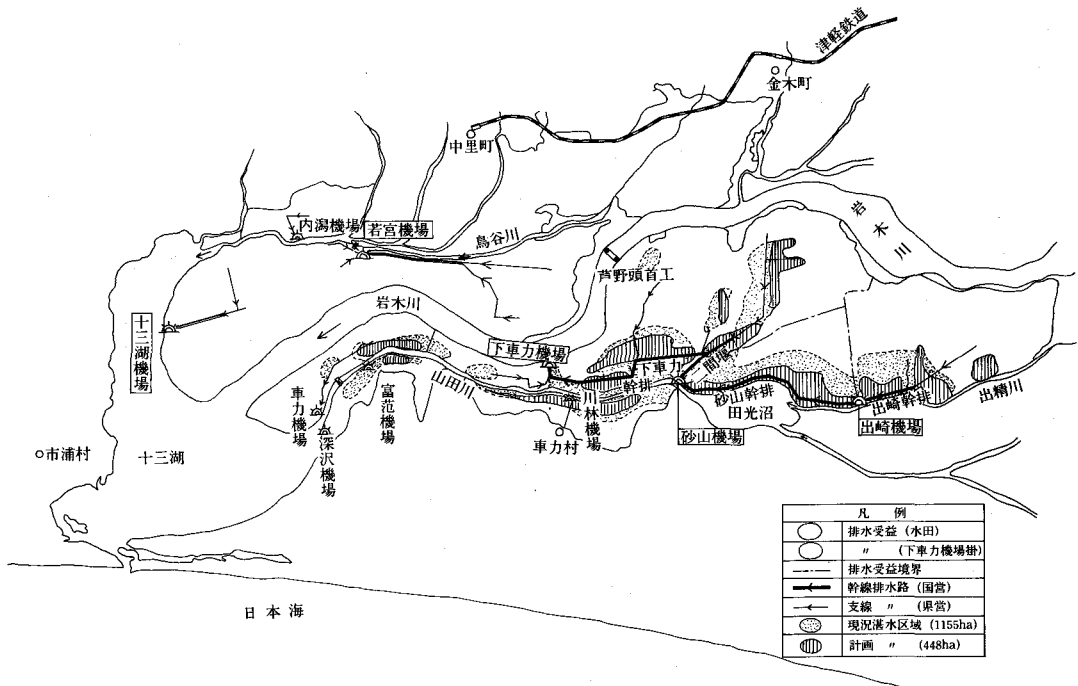 津軽鉄道
金木町
中里町
内潟機場
若宮機場
鳥谷川
岩木川
芦野頭首工
十三湖機場
岩木川
下車力機場
下車力
幹排
山田川
川林機場
車力機場
富萢機場
深沢機場
車力村
砂山幹排
田光沼
砂山機場
出崎幹排
出崎機場
出精川
市浦村
十三湖
日本海
凡例
排水受益(水田)
〃 (下車力機場掛)
排水受益境界
幹線排水路(国営)
支線 〃 (県営)
現況湛水区域(1155ha)
計画 〃 (448ha)